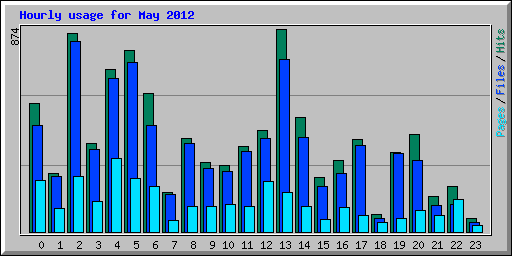 Hourly usage for May 2012
874
Pages/Files/Hits
0 1 2 3 4 5 6 7 8 9 10 11 12 13 14 15 16 17 18 19 20 21 22 23